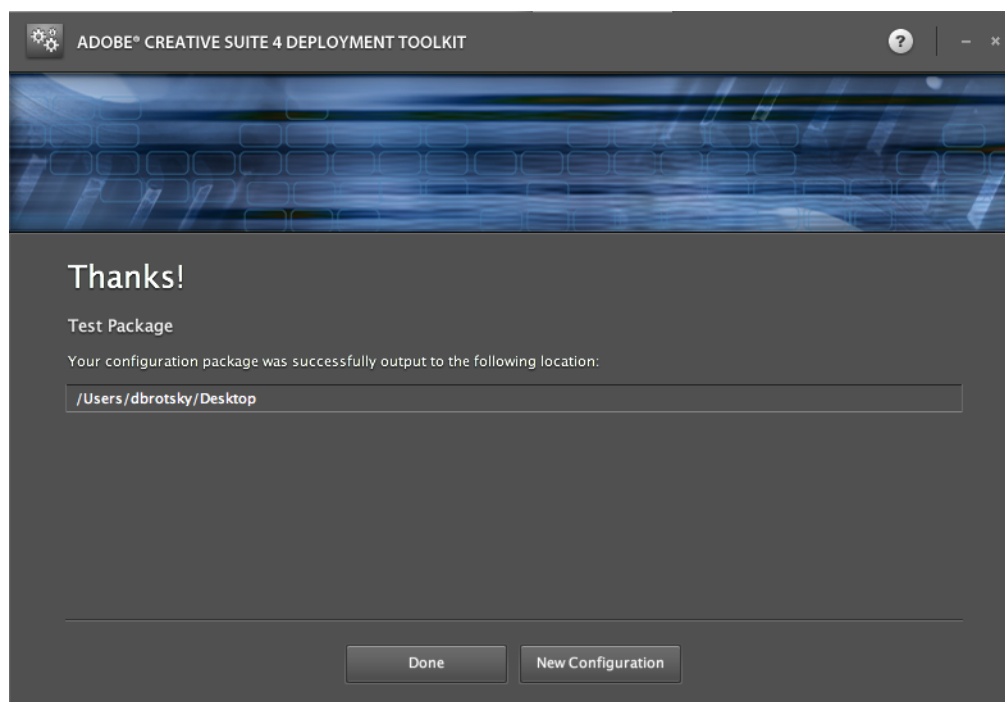 ADOBE® CREATIVE SUITE 4 DEPLOYMENT TOOLKIT
?
Thanks!
Test Package
Your configuration package was successfully output to the following location:
/Users/dbrotsky/Desktop
Done
New Configuration